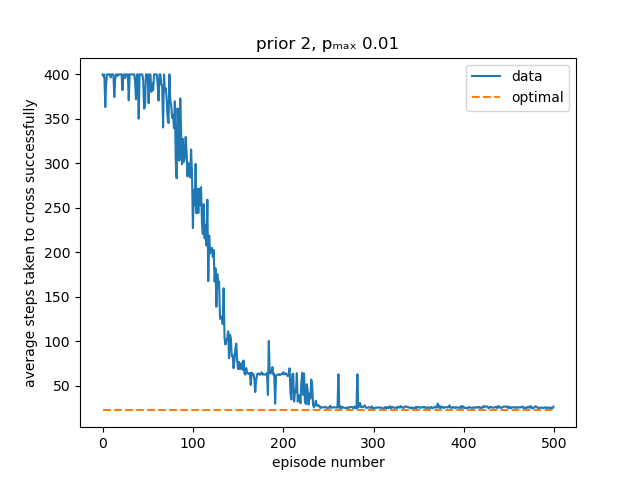 prior 2, pₘₐₓ 0.01
data
optimal
average steps taken to cross successfully
400
350
300
250
200
150
100
50
0
100
200
300
400
500
episode number